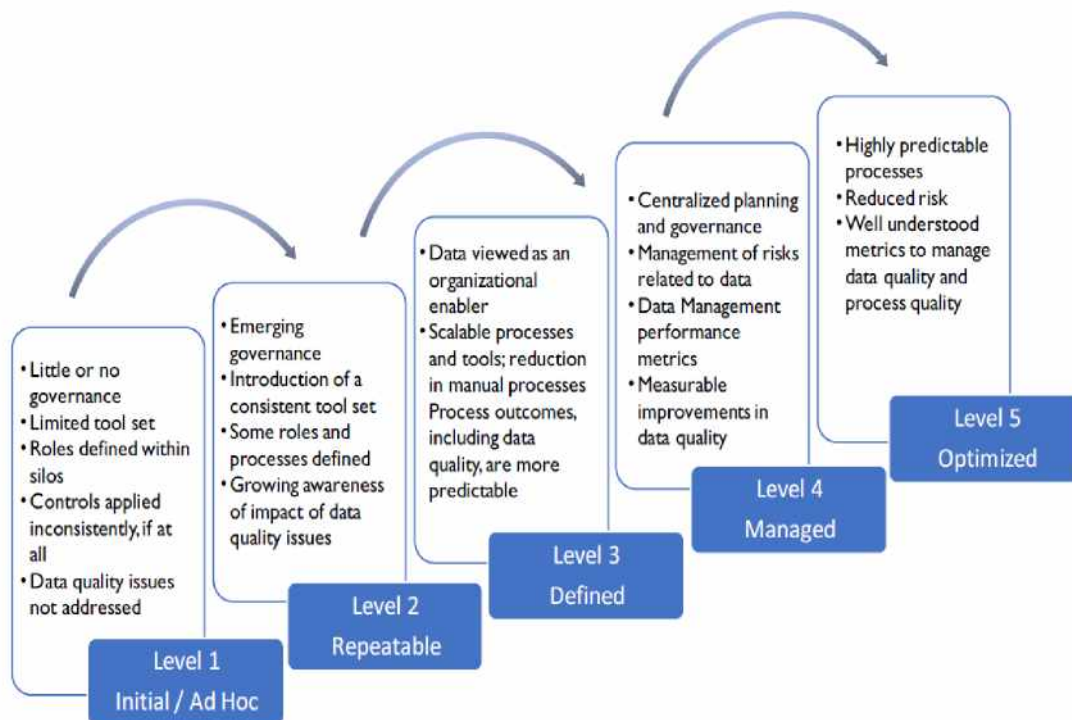 • Little or no
governance
• Limited tool set
• Roles defined within
silos
• Controls applied
inconsistently, if at
all
• Data quality issues
not addressed
Level 1
Initial / Ad Hoc
• Emerging
governance
• Introduction of a
consistent tool set
• Some roles and
processes defined
• Growing awareness
of impact of data
quality issues
Level 2
Repeatable
• Data viewed as an
organizational
enabler
• Scalable processes
and tools; reduction
in manual processes
Process outcomes,
including data
quality, are more
predictable
Level 3
Defined
• Centralized planning
and governance
• Management of risks
related to data
• Data Management
performance
metrics
• Measurable
improvements in
data quality
Level 4
Managed
• Highly predictable
processes
• Reduced risk
• Well understood
metrics to manage
data quality and
process quality
Level 5
Optimized